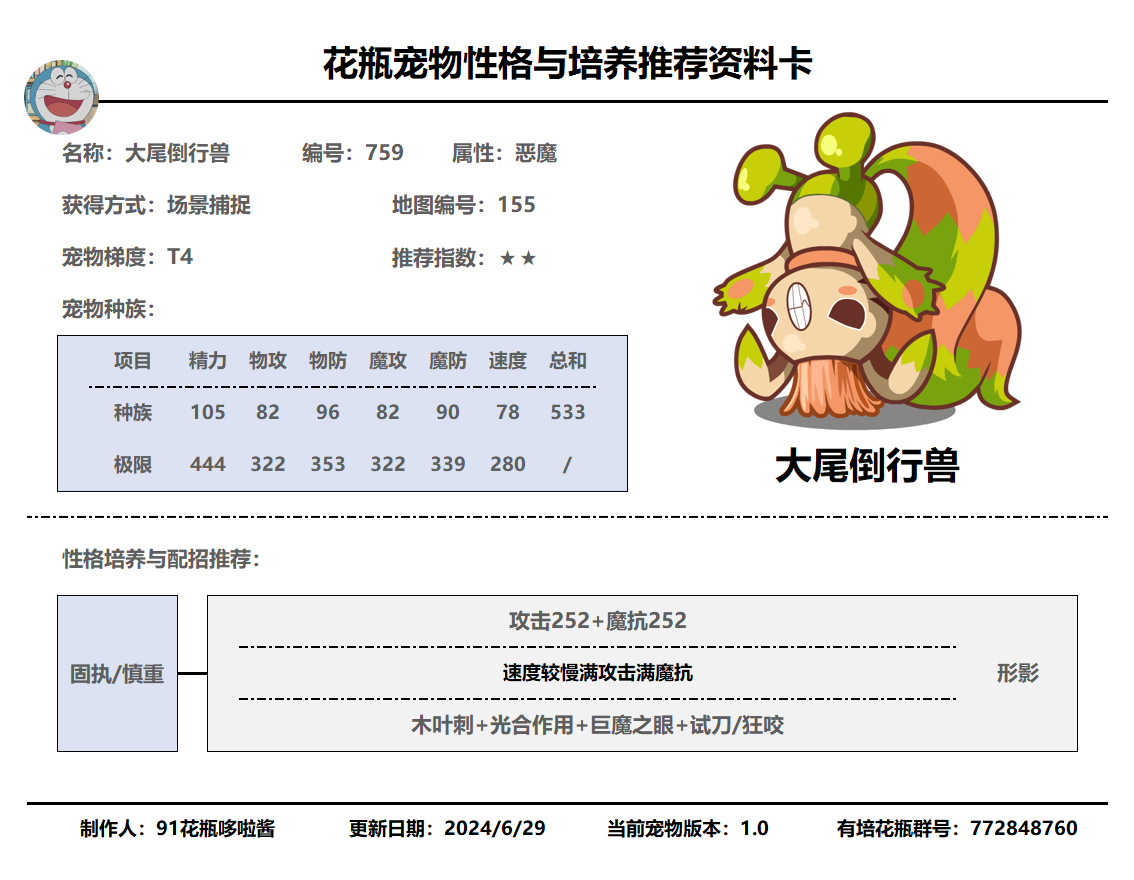 花瓶宠物性格与培养推荐资料卡
名称：大尾倒行兽 编号：759 属性：恶魔
获得方式：场景捕捉 地图编号：155
宠物梯度：T4 推荐指数：★★
宠物种族：
项目 精力 物攻 物防 魔攻 魔防 速度 总和
种族 105 82 96 82 90 78 533
极限 444 322 353 322 339 280 /
大尾倒行兽
性格培养与配招推荐：
固执/慎重
攻击252+魔抗252
速度较慢满攻击满魔抗
木叶刺+光合作用+巨魔之眼+试刀/狂咬
形影
制作人：91花瓶哆啦酱 更新日期：2024/6/29 当前宠物版本：1.0 有培花瓶群号：772848760